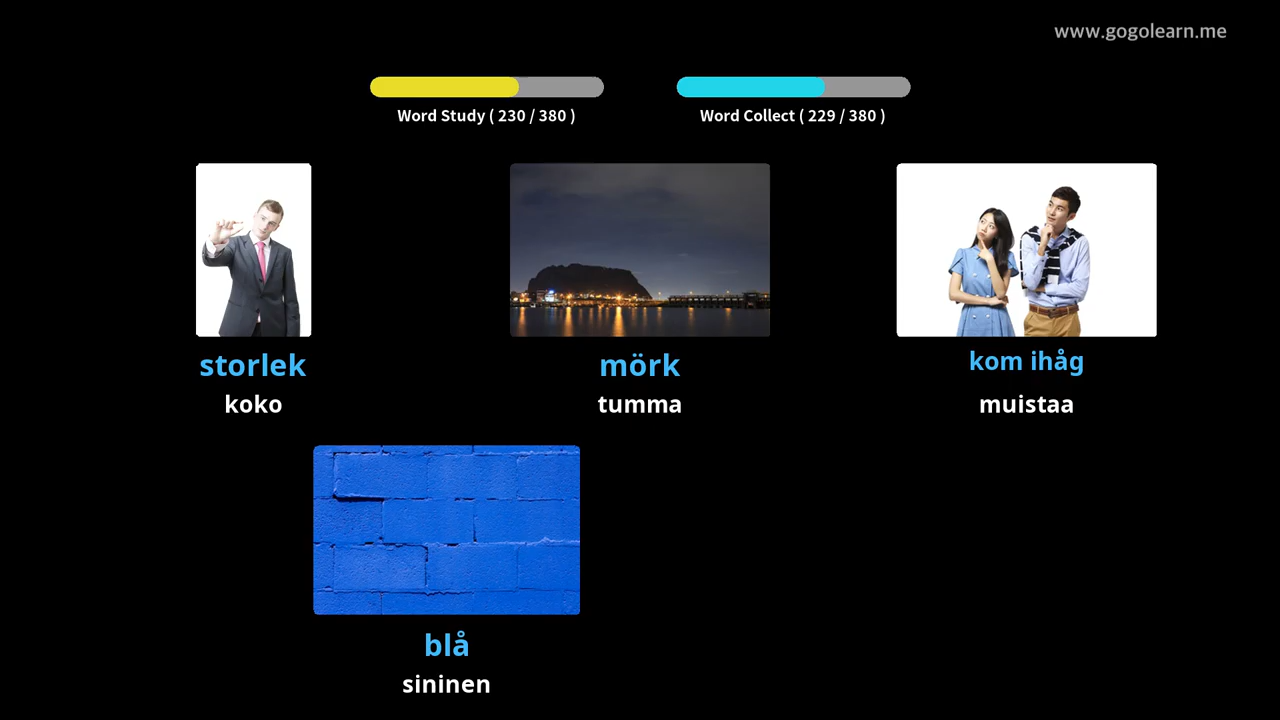 www.gogolearn.me
Word Study ( 230 / 380 )
Word Collect ( 229 / 380 )
storlek
koko
mörk
tumma
kom ihåg
muistaa
blå
sininen